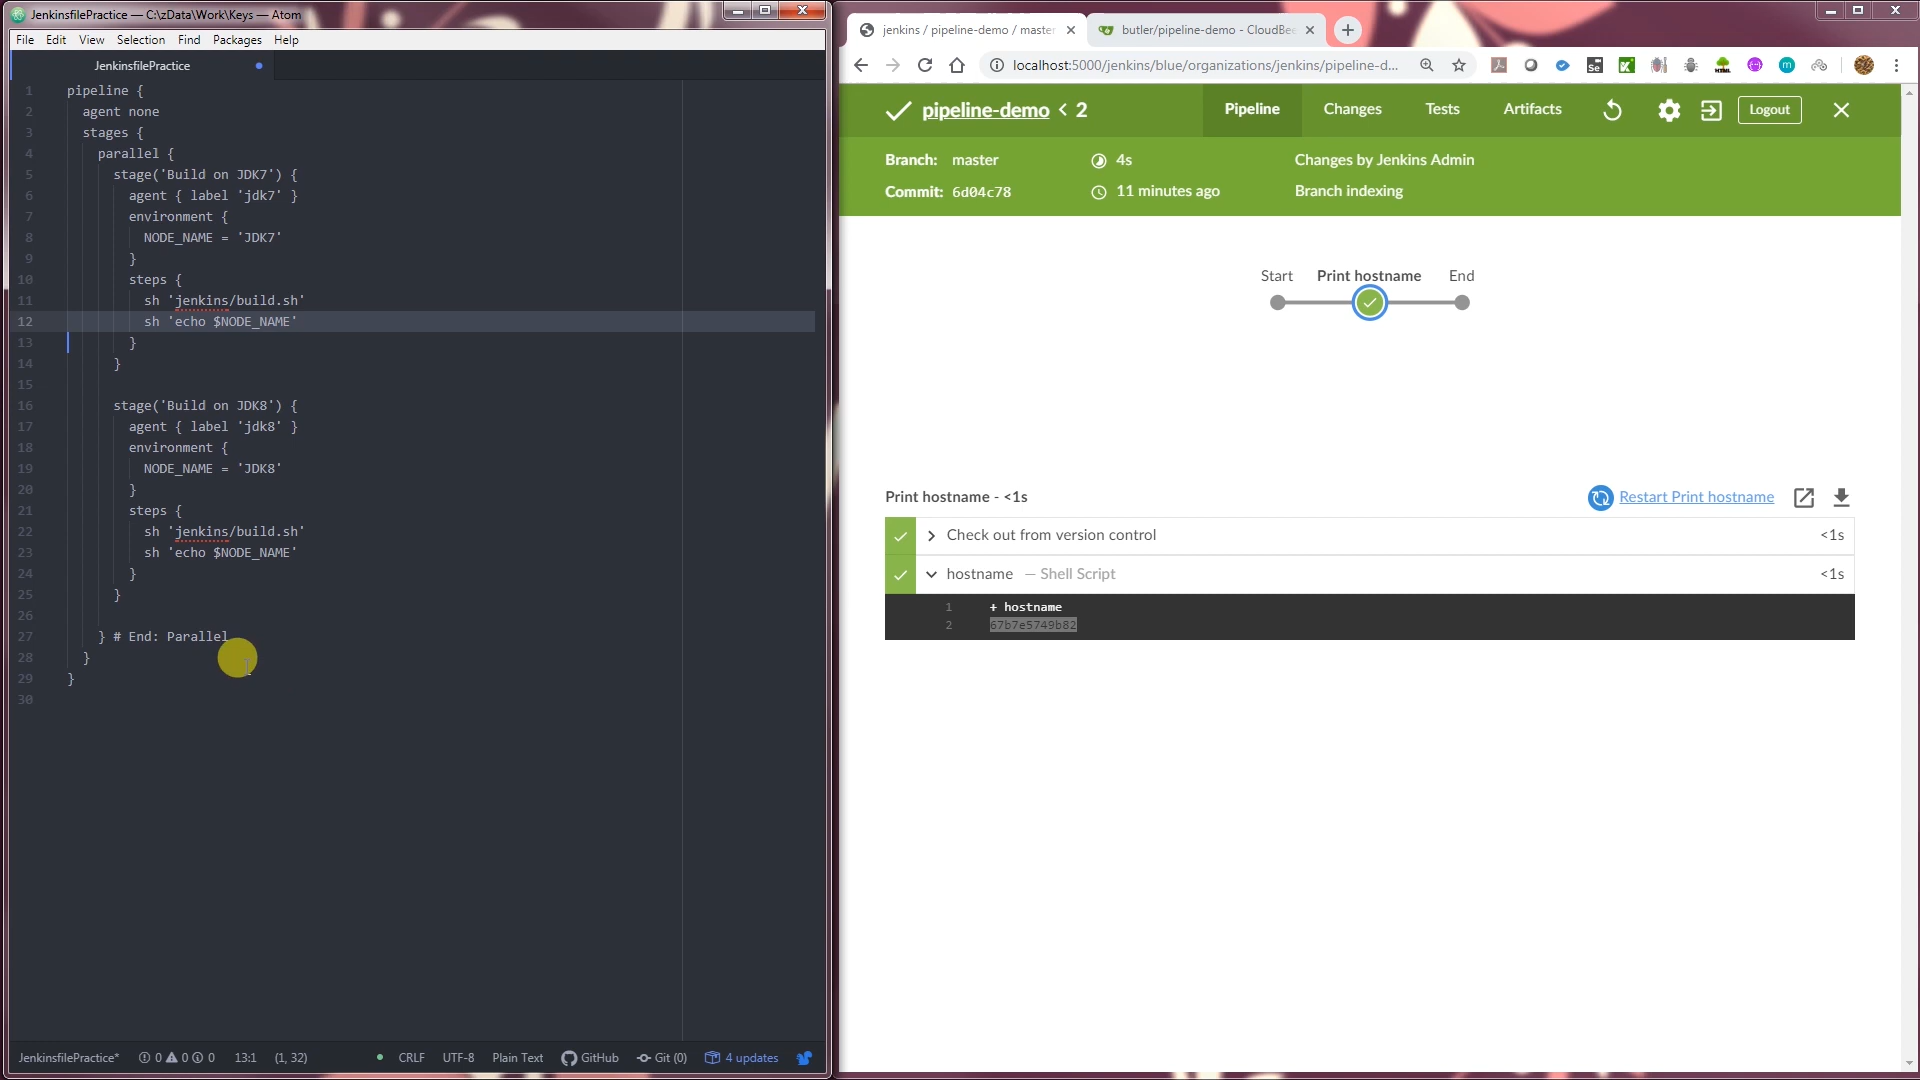 JenkinsfilePractice — C:\zData\Work\Keys — Atom
File Edit View Selection Find Packages Help
JenkinsfilePractice
1 pipeline {
2 agent none
3 stages {
4 parallel {
5 stage('Build on JDK7') {
6 agent { label 'jdk7' }
7 environment {
8 NODE_NAME = 'JDK7'
9 }
10 steps {
11 sh 'jenkins/build.sh'
12 sh 'echo $NODE_NAME'
13 }
14 }
15
16 stage('Build on JDK8') {
17 agent { label 'jdk8' }
18 environment {
19 NODE_NAME = 'JDK8'
20 }
21 steps {
22 sh 'jenkins/build.sh'
23 sh 'echo $NODE_NAME'
24 }
25 }
26
27 } # End: Parallel
28 }
29 }
30
JenkinsfilePractice* 0 0 0 13:1 (1, 32) CRLF UTF-8 Plain Text GitHub Git (0) 4 updates
jenkins / pipeline-demo / master
butler/pipeline-demo - CloudBee
localhost:5000/jenkins/blue/organizations/jenkins/pipeline-d...
pipeline-demo < 2
Pipeline Changes Tests Artifacts Logout
Branch: master 4s Changes by Jenkins Admin
Commit: 6d04c78 11 minutes ago Branch indexing
Start Print hostname End
Print hostname - <1s
Restart Print hostname
Check out from version control <1s
hostname — Shell Script <1s
1 + hostname
2 67b7e5749b82